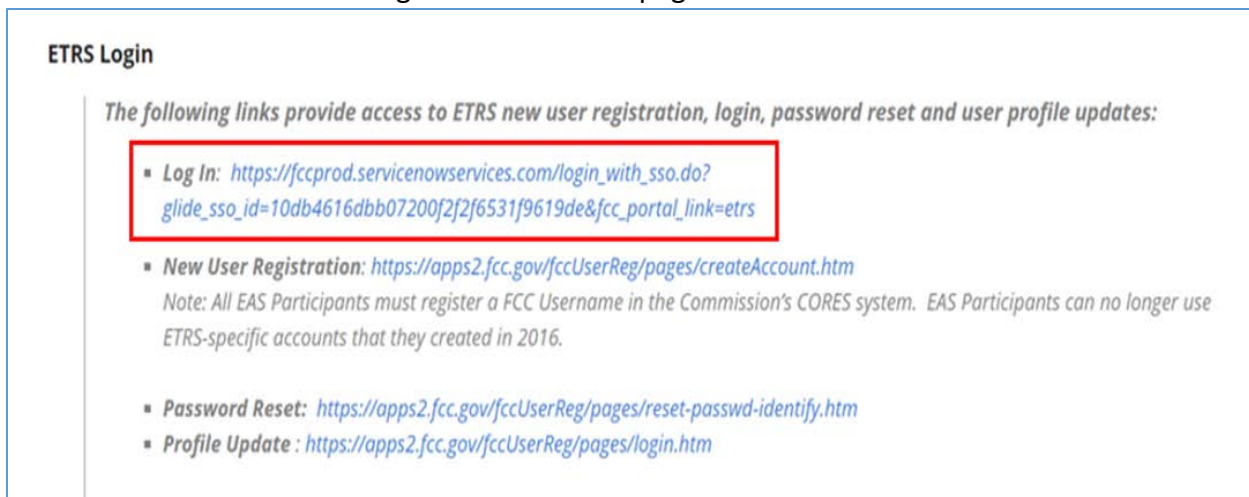 ETRS Login
The following links provide access to ETRS new user registration, login, password reset and user profile updates:
▪ Log In: https://fccprod.servicenowservices.com/login_with_sso.do?
glide_sso_id=10db4616dbb07200f2f2f6531f9619de&fcc_portal_link=etrs
▪ New User Registration: https://apps2.fcc.gov/fccUserReg/pages/createAccount.htm
Note: All EAS Participants must register a FCC Username in the Commission's CORES system. EAS Participants can no longer use
ETRS-specific accounts that they created in 2016.
▪ Password Reset: https://apps2.fcc.gov/fccUserReg/pages/reset-passwd-identify.htm
▪ Profile Update : https://apps2.fcc.gov/fccUserReg/pages/login.htm